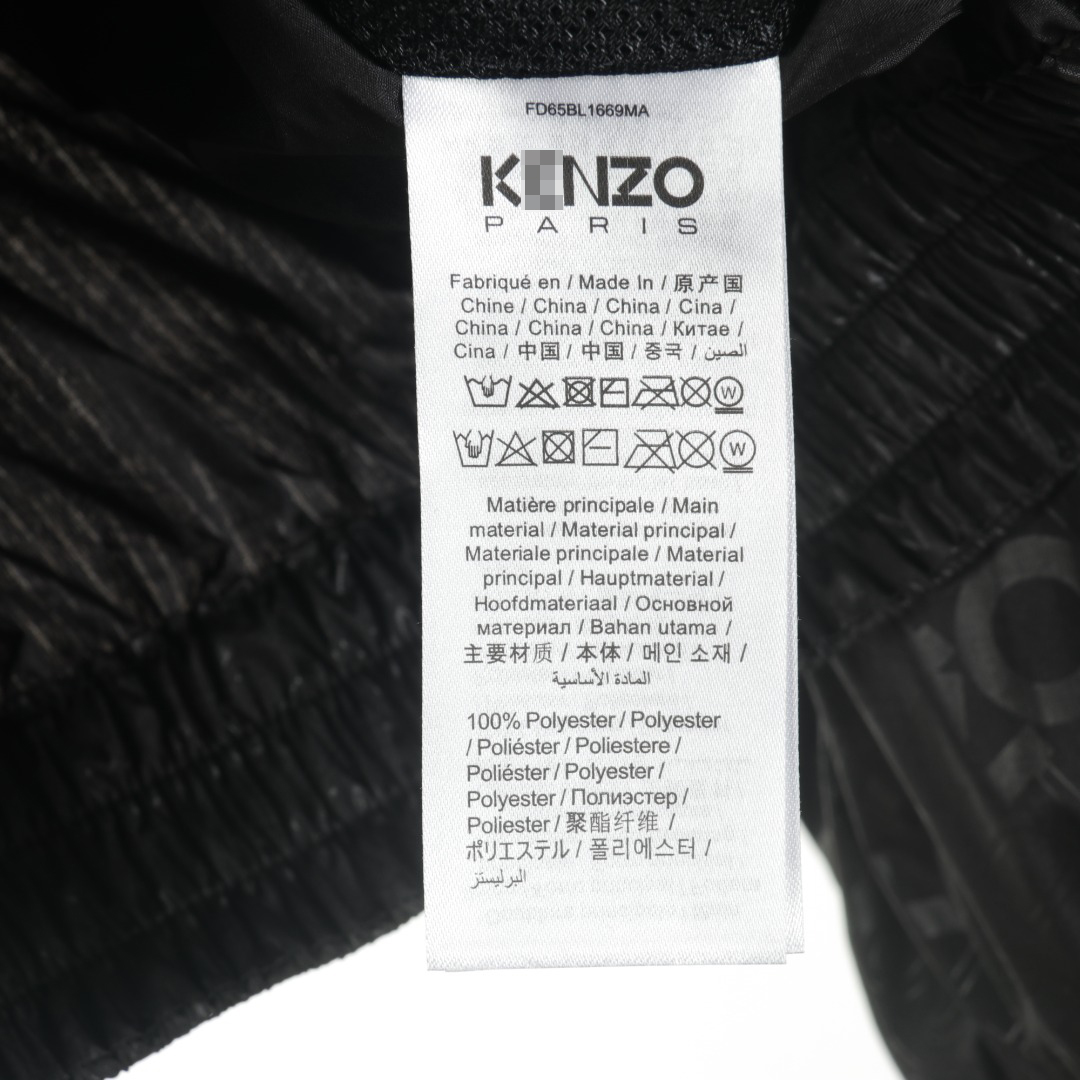 FD65BL1669MA
K NZO
PARIS
Fabriqué en / Made In / 原产国
Chine / China / China / Cina /
China / China / China / Китае /
Cina / 中国 / 中国 / 중국 / الصين
W
W
Matière principale / Main
material / Material principal /
Materiale principale / Material
principal / Hauptmaterial /
Hoofdmateriaal / Основной
материал / Bahan utama /
主要材质 / 本体 / 메인 소재 /
المادة الأساسية
100% Polyester / Polyester
/ Poliéster / Poliestere /
Poliéster / Polyester /
Polyester / Полиэстер /
Poliester / 聚酯纤维 /
ポリエステル / 폴리에스터 /
البرليستز